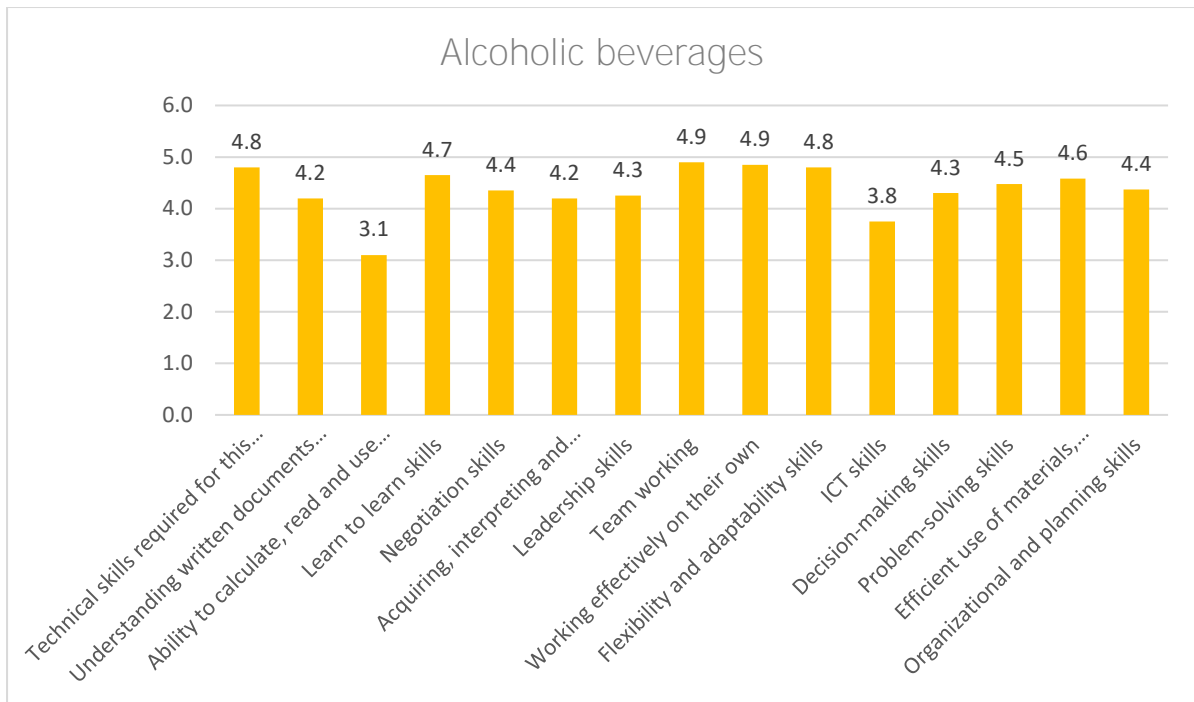 Alcoholic beverages
6.0
5.0
4.0
3.0
2.0
1.0
0.0
4.8
4.2
3.1
4.7
4.4
4.2
4.3
4.9
4.9
4.8
3.8
4.3
4.5
4.6
4.4
Technical skills required for this…
Understanding written documents…
Ability to calculate, read and use…
Learn to learn skills
Negotiation skills
Acquiring, interpreting and…
Leadership skills
Team working
Working effectively on their own
Flexibility and adaptability skills
ICT skills
Decision-making skills
Problem-solving skills
Efficient use of materials,…
Organizational and planning skills